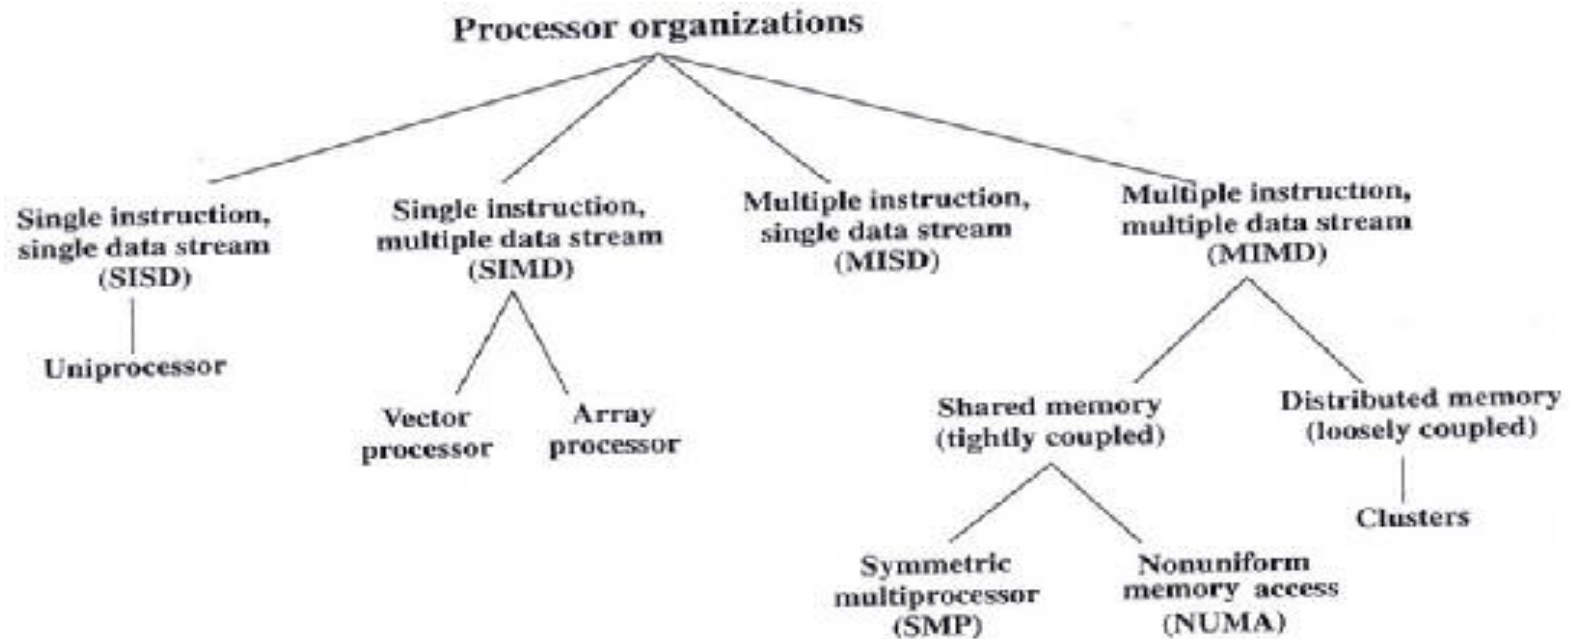 Processor organizations
Single instruction,
single data stream
(SISD)
Single instruction,
multiple data stream
(SIMD)
Multiple instruction,
single data stream
(MISD)
Multiple instruction,
multiple data stream
(MIMD)
Uniprocessor
Vector
processor
Array
processor
Shared memory
(tightly coupled)
Distributed memory
(loosely coupled)
Clusters
Symmetric
multiprocessor
(SMP)
Nonuniform
memory access
(NUMA)